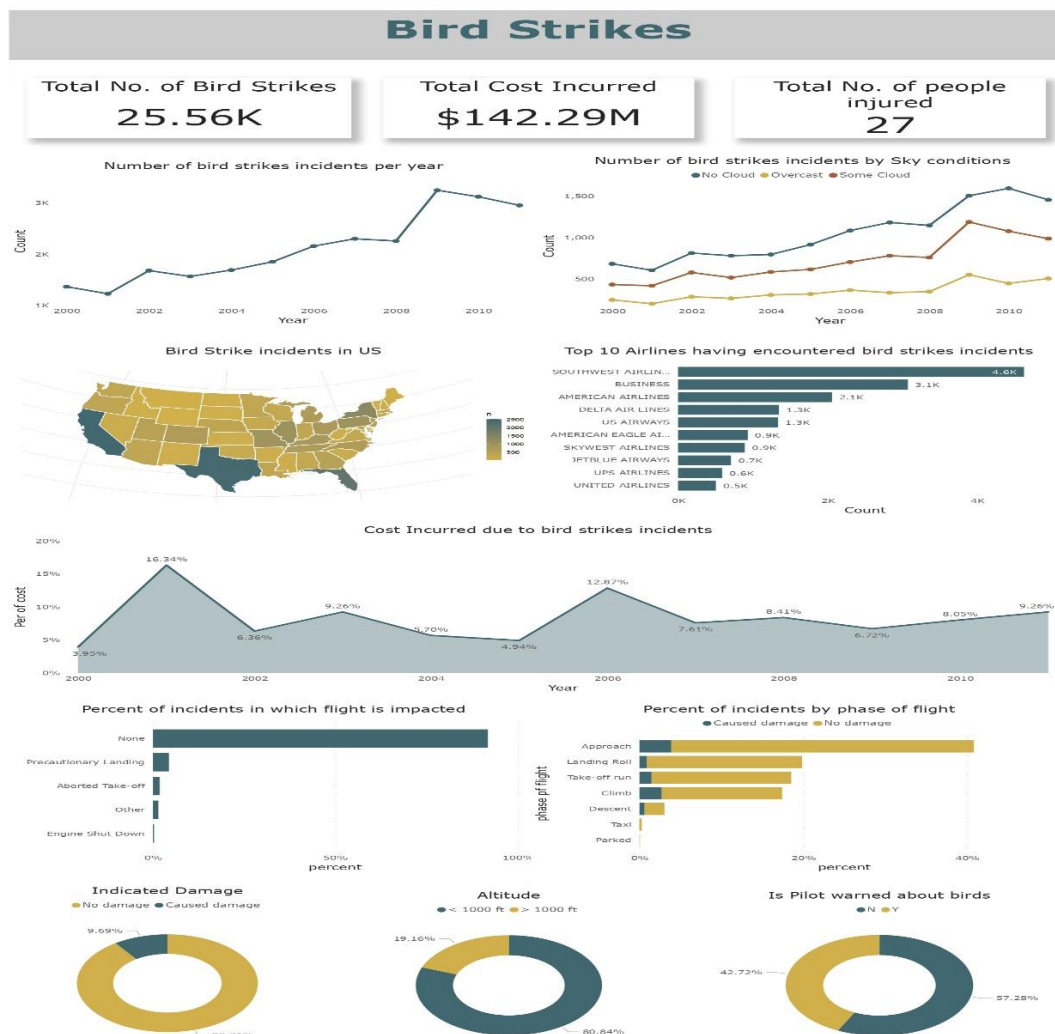 Bird Strikes
Total No. of Bird Strikes
25.56K
Total Cost Incurred
$142.29M
Total No. of people
injured
27
Number of bird strikes incidents per year
3K
2K
1K
Count
2000
2002
2004
2006
2008
2010
Year
Number of bird strikes incidents by Sky conditions
No Cloud
Overcast
Some Cloud
1,500
1,000
500
Count
2000
2002
2004
2006
2008
2010
Year
Bird Strike incidents in US
n
2500
2000
1500
1000
500
Top 10 Airlines having encountered bird strikes incidents
SOUTHWEST AIRLIN...
4.6K
BUSINESS
3.1K
AMERICAN AIRLINES
2.1K
DELTA AIR LINES
1.3K
US AIRWAYS
1.3K
AMERICAN EAGLE AI...
0.9K
SKYWEST AIRLINES
0.9K
JETBLUE AIRWAYS
0.7K
UPS AIRLINES
0.6K
UNITED AIRLINES
0.5K
0K
2K
4K
Count
Cost Incurred due to bird strikes incidents
20%
15%
10%
5%
0%
Per of cost
16.34%
6.36%
9.26%
5.70%
4.94%
12.87%
7.61%
8.41%
6.72%
8.05%
9.26%
2000
2002
2004
2006
2008
2010
Year
Percent of incidents in which flight is impacted
None
Precautionary Landing
Aborted Take-off
Other
Engine Shut Down
0%
50%
100%
percent
Percent of incidents by phase of flight
Caused damage
No damage
phase pf flight
Approach
Landing Roll
Take-off run
Climb
Descent
Taxi
Parked
0%
20%
40%
percent
Indicated Damage
No damage
Caused damage
9.69%
Altitude
< 1000 ft
> 1000 ft
19.16%
80.84%
Is Pilot warned about birds
N
Y
42.72%
57.28%